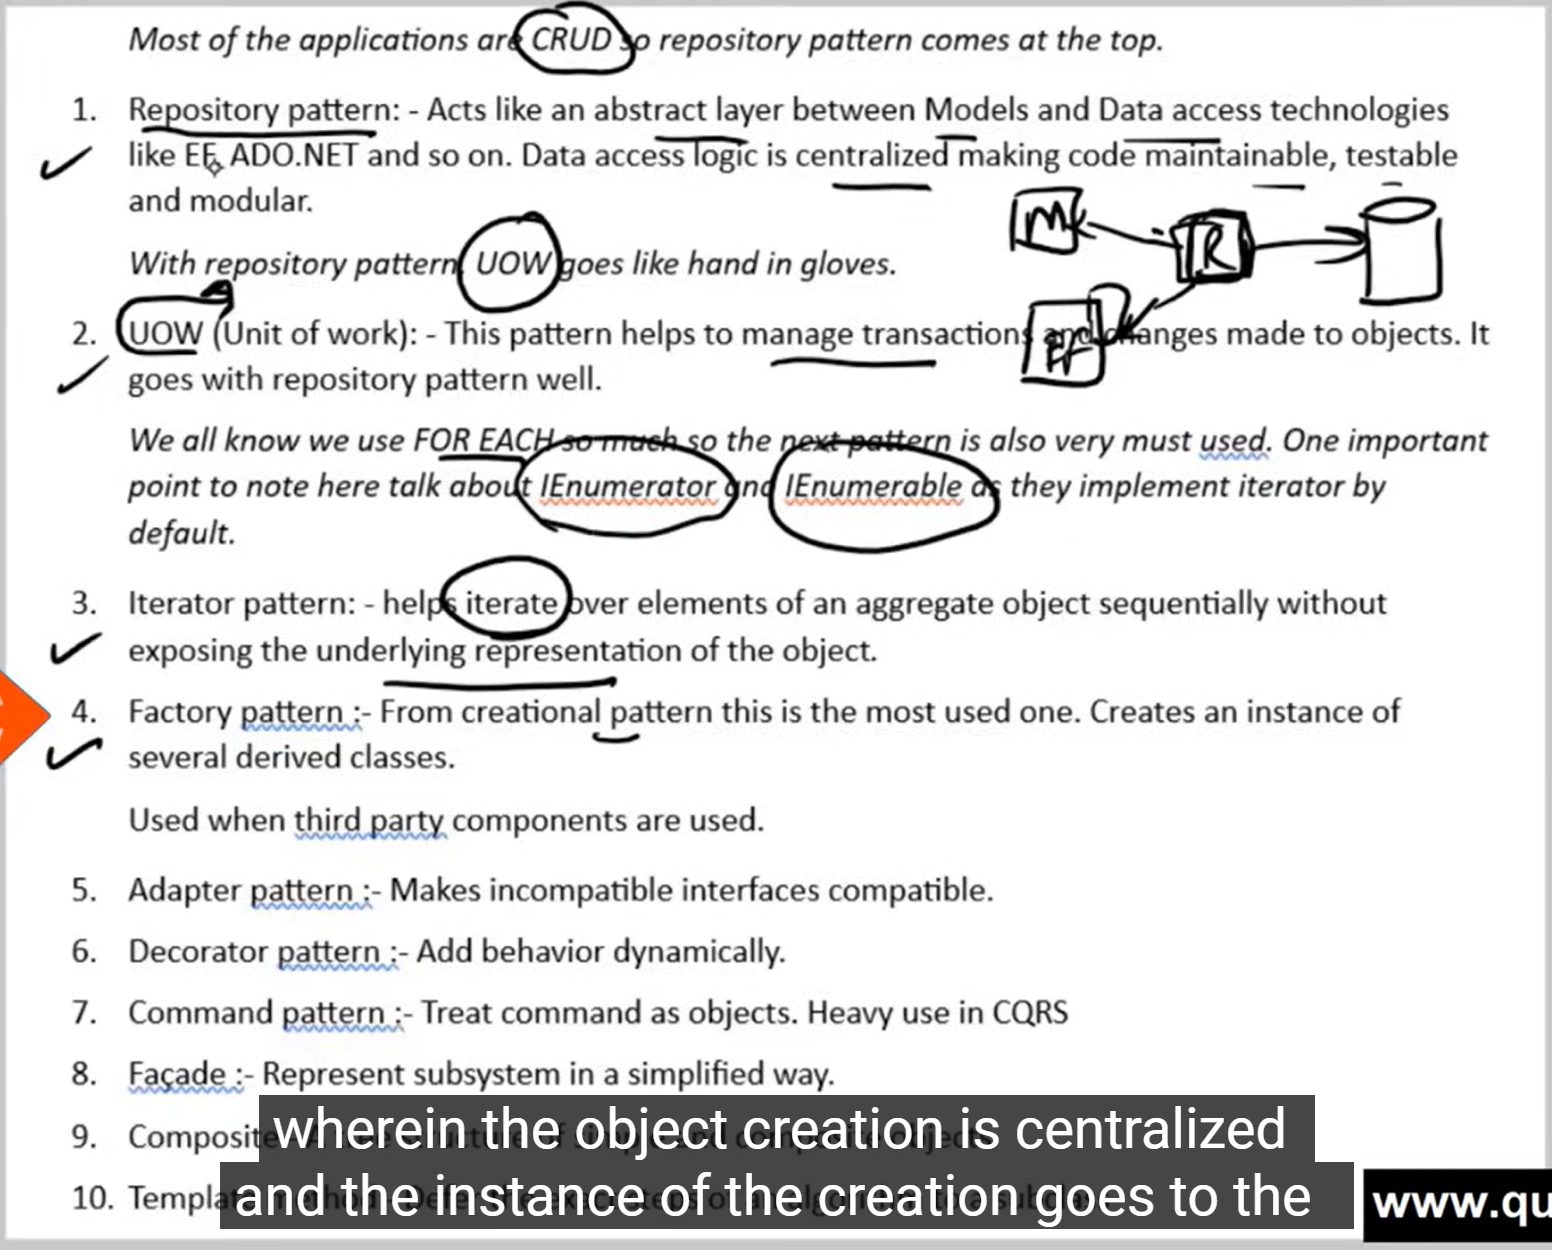 Most of the applications are CRUD so repository pattern comes at the top.
1. Repository pattern: - Acts like an abstract layer between Models and Data access technologies
like EF, ADO.NET and so on. Data access logic is centralized making code maintainable, testable
and modular.
M
R
With repository pattern UOW goes like hand in gloves.
2. UOW (Unit of work): - This pattern helps to manage transactions and changes made to objects. It
EF
goes with repository pattern well.
We all know we use FOR EACH so much so the next pattern is also very must used. One important
point to note here talk about IEnumerator and IEnumerable as they implement iterator by
default.
3. Iterator pattern: - helps iterate over elements of an aggregate object sequentially without
exposing the underlying representation of the object.
4. Factory pattern :- From creational pattern this is the most used one. Creates an instance of
several derived classes.
Used when third party components are used.
5. Adapter pattern :- Makes incompatible interfaces compatible.
6. Decorator pattern :- Add behavior dynamically.
7. Command pattern :- Treat command as objects. Heavy use in CQRS
8. Façade :- Represent subsystem in a simplified way.
9. Composite
wherein the object creation is centralized
10.
and the instance of the creation goes to the
www.qu